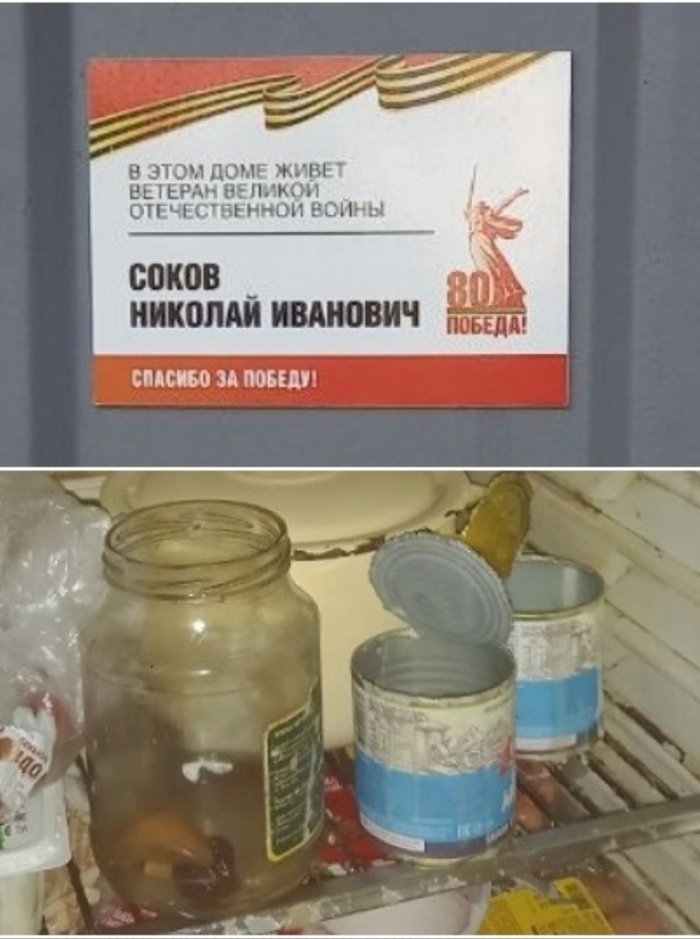 В ЭТОМ ДОМЕ ЖИВЕТ
ВЕТЕРАН ВЕЛИКОЙ
ОТЕЧЕСТВЕННОЙ ВОЙНЫ
СОКОВ
НИКОЛАЙ ИВАНОВИЧ
80
ПОБЕДА!
СПАСИБО ЗА ПОБЕДУ!